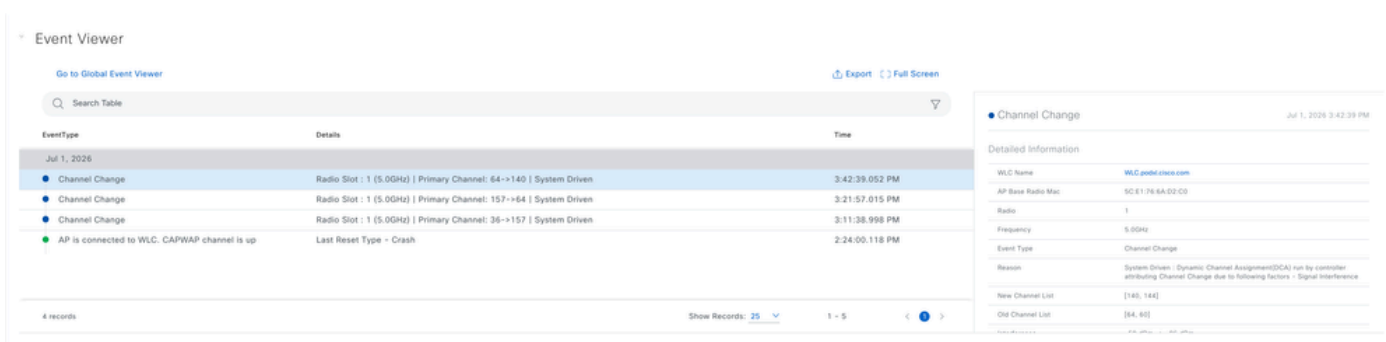 Event Viewer
Go to Global Event Viewer
Export Full Screen
Search Table
EventType Details Time
Jul 1, 2026
Channel Change Radio Slot : 1 (5.0GHz) | Primary Channel: 64->140 | System Driven 3:42:39.052 PM
Channel Change Radio Slot : 1 (5.0GHz) | Primary Channel: 157->64 | System Driven 3:21:57.015 PM
Channel Change Radio Slot : 1 (5.0GHz) | Primary Channel: 36->157 | System Driven 3:11:38.998 PM
AP is connected to WLC. CAPWAP channel is up Last Reset Type - Crash 2:24:00.118 PM
4 records Show Records: 25 1 - 5 1
Channel Change Jul 1, 2026 3:42:39 PM
Detailed Information
WLC Name WLC.podxl.cisco.com
AP Base Radio Mac 5C:E1:76:6A:D2:C0
Radio 1
Frequency 5.0GHz
Event Type Channel Change
Reason System Driven : Dynamic Channel Assignment(DCA) run by controller
attributing Channel Change due to following factors - Signal Interference
New Channel List [140, 144]
Old Channel List [64, 60]